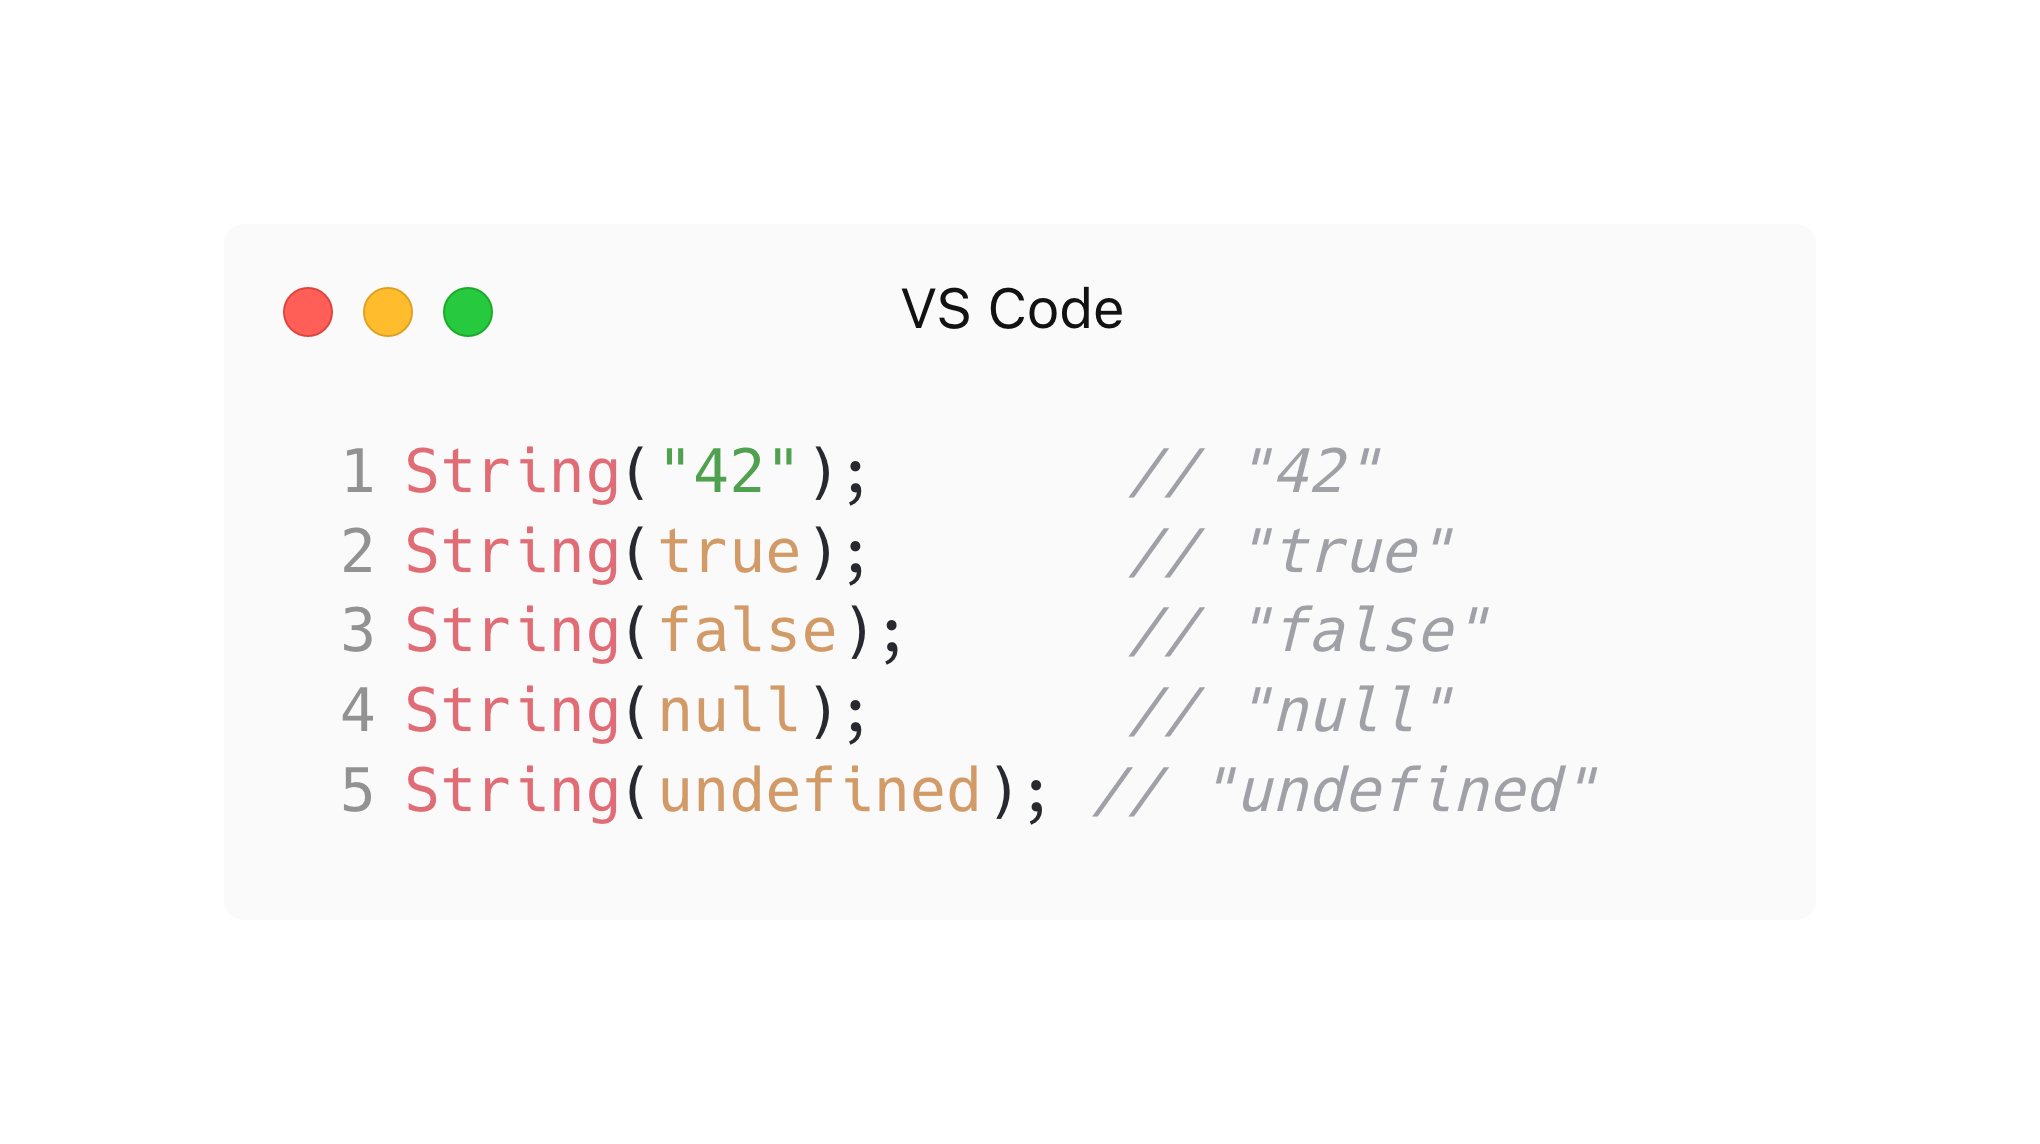 VS Code
1 String("42");       // "42"
2 String(true);       // "true"
3 String(false);      // "false"
4 String(null);       // "null"
5 String(undefined); // "undefined"